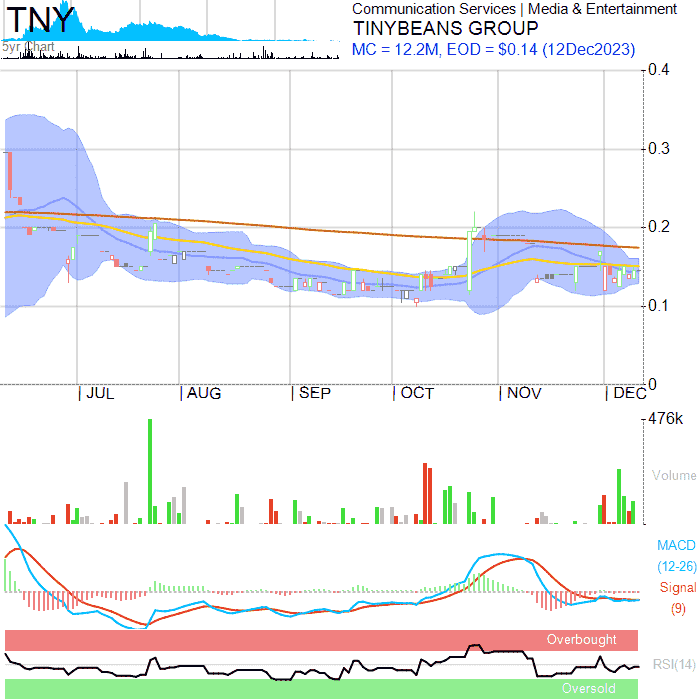 TNY
Communication Services | Media & Entertainment
TINYBEANS GROUP
MC = 12.2M, EOD = $0.14 (12Dec2023)
5yr Chart
0.4
0.3
0.2
0.1
0
JUL AUG SEP OCT NOV DEC
476k
Volume
MACD
(12-26)
Signal
(9)
Overbought
RSI(14)
Oversold